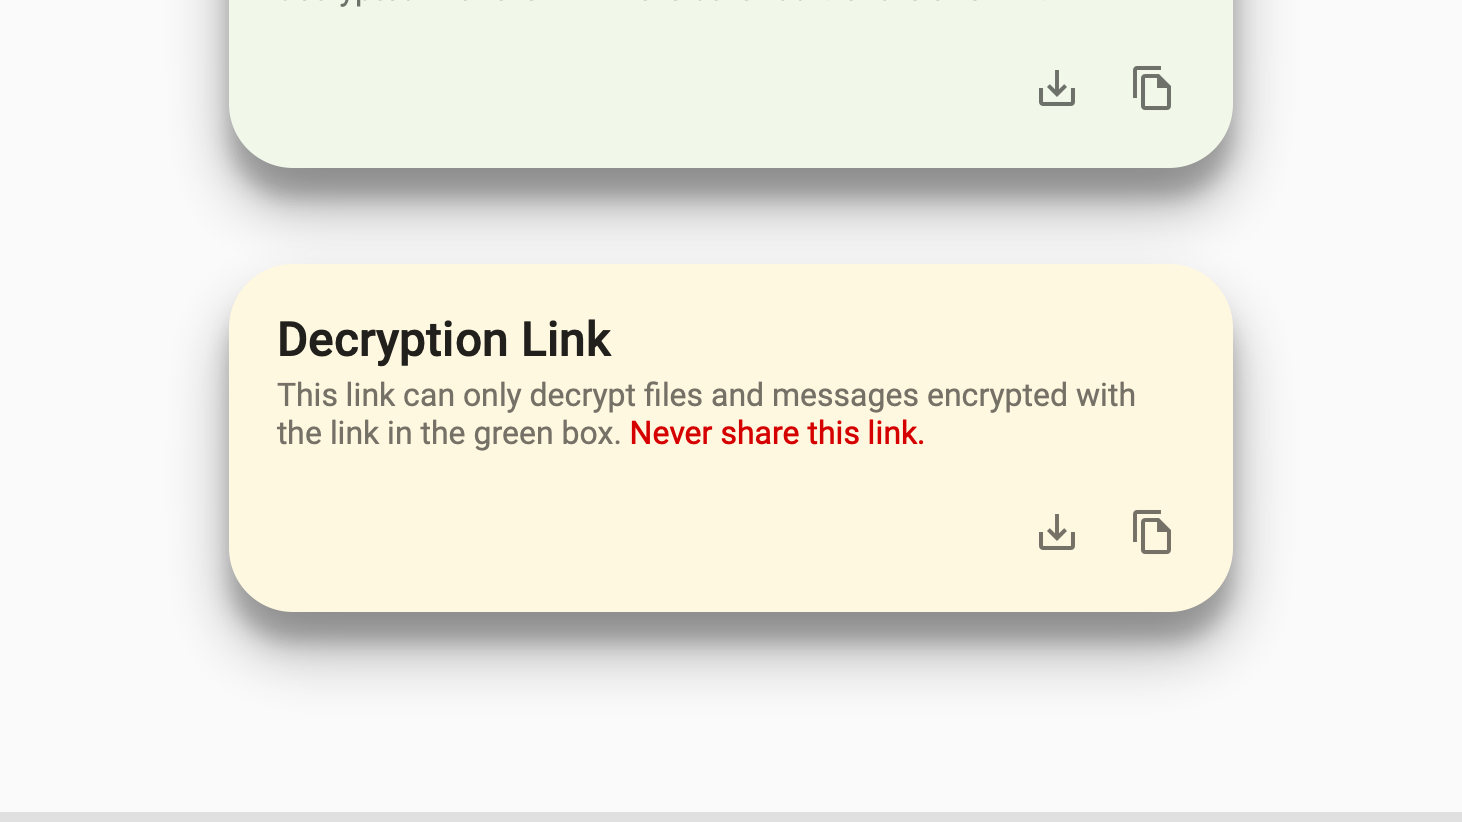 Decryption Link
This link can only decrypt files and messages encrypted with
the link in the green box. Never share this link.